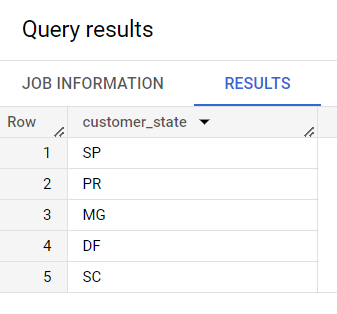 Query results
JOB INFORMATION RESULTS
Row customer_state
1 SP
2 PR
3 MG
4 DF
5 SC